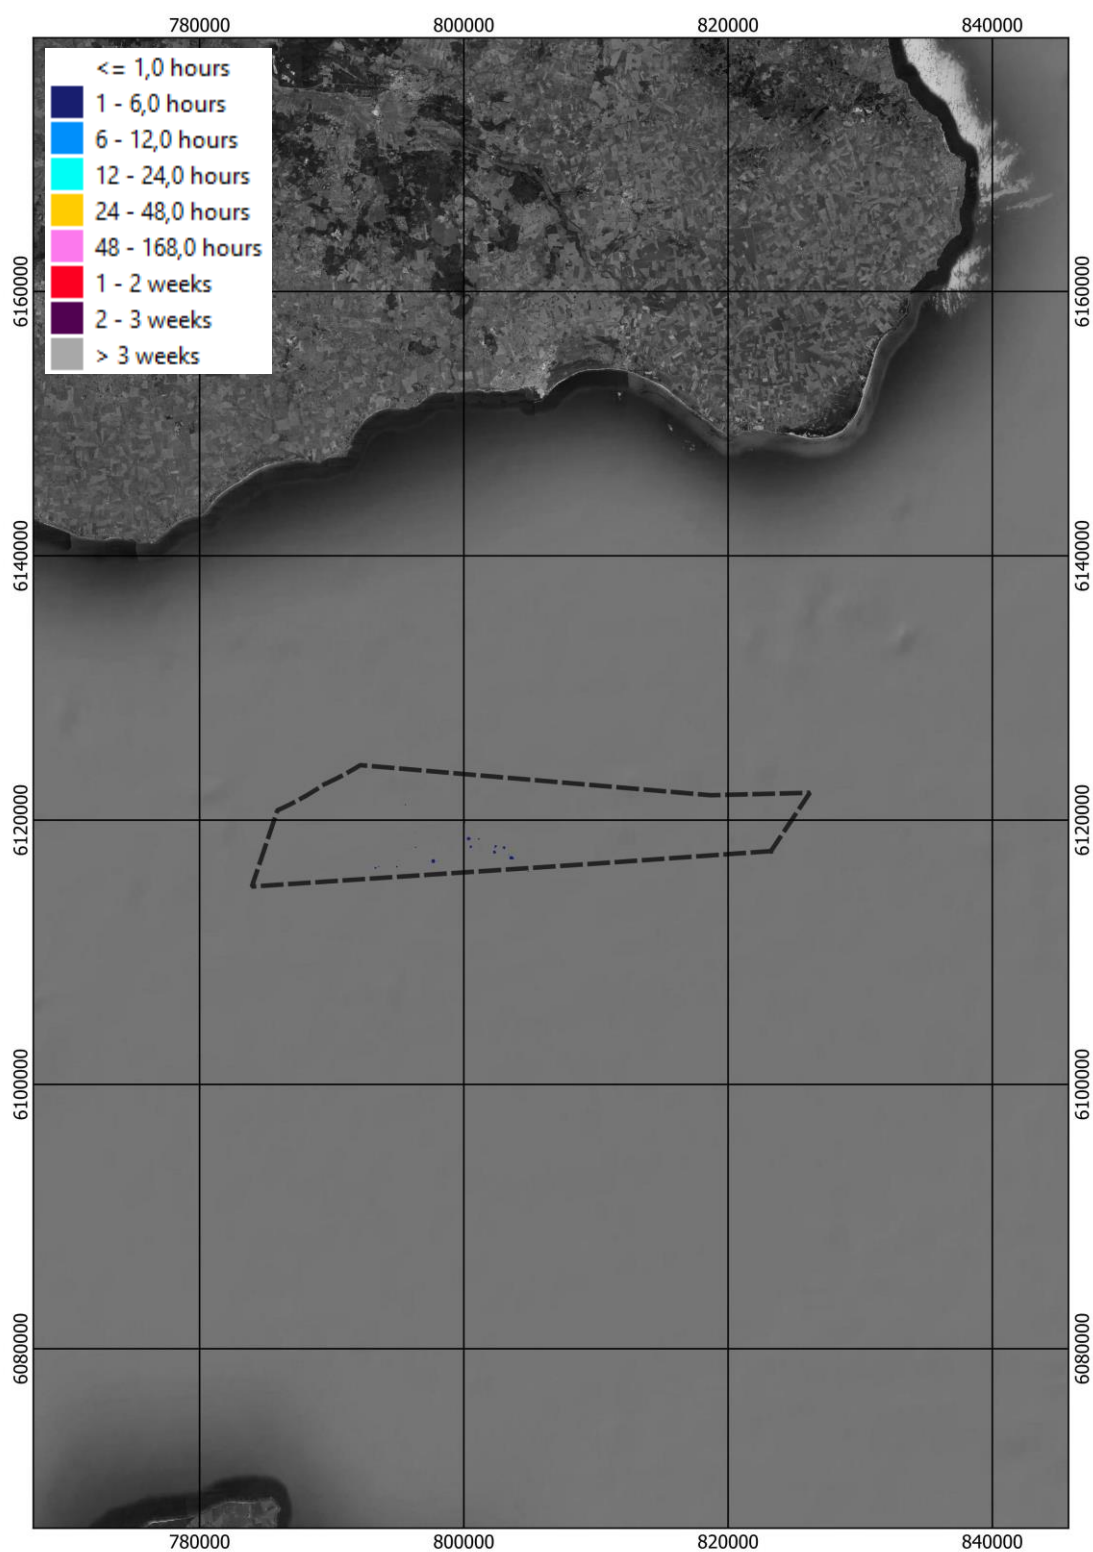 780000 800000 820000 840000
<= 1,0 hours
1 - 6,0 hours
6 - 12,0 hours
12 - 24,0 hours
24 - 48,0 hours
48 - 168,0 hours
1 - 2 weeks
2 - 3 weeks
> 3 weeks
6160000 6160000
6140000 6140000
6120000 6120000
6100000 6100000
6080000 6080000
780000 800000 820000 840000